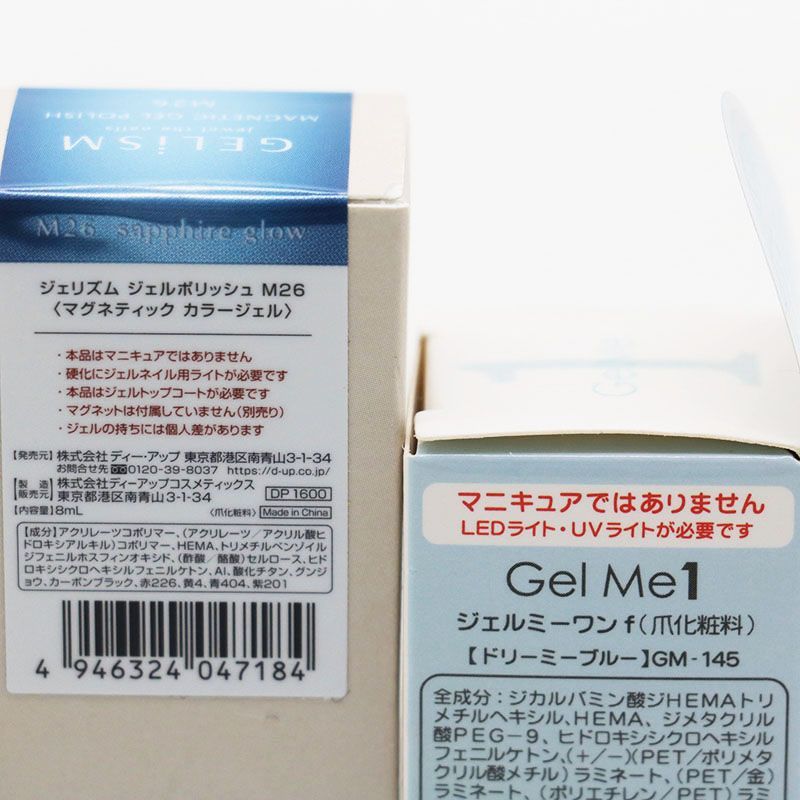 GELiSM
jewel the nails
MAGNETIC GEL POLISH
M26
M26 sapphire glow
ジェリズム ジェルポリッシュ M26
〈マグネティック カラージェル〉
・本品はマニキュアではありません
・硬化にジェルネイル用ライトが必要です
・本品はジェルトップコートが必要です
・マグネットは付属していません(別売り)
・ジェルの持ちには個人差があります
【発売元】株式会社ディー・アップ 東京都港区南青山3-1-34
お問合せ先 0120-39-8037 https://d-up.co.jp/
【製造販売元】株式会社ディーアップコスメティックス
東京都港区南青山3-1-34 DP 1600
【内容量】8mL 〈爪化粧料〉 Made in China
【成分】アクリレーツコポリマー、(アクリレーツ/アクリル酸ヒ
ドロキシアルキル)コポリマー、HEMA、トリメチルベンゾイル
ジフェニルホスフィンオキシド、(酢酸/酪酸)セルロース、ヒド
ロキシシクロヘキシルフェニルケトン、Al、酸化チタン、グンジ
ョウ、カーボンブラック、赤226、黄4、青404、紫201
4 946324 047184
マニキュアではありません
LEDライト・UVライトが必要です
Gel Me1
ジェルミーワン f(爪化粧料)
【ドリーミーブルー】GM-145
全成分:ジカルバミン酸ジHEMAトリ
メチルヘキシル、HEMA、ジメタクリル
酸PEG-9、ヒドロキシシクロヘキシル
フェニルケトン、(+/-)(PET/ポリメタ
クリル酸メチル)ラミネート、(PET/金)
ラミネート、(ポリエチレン/PET)ラミ